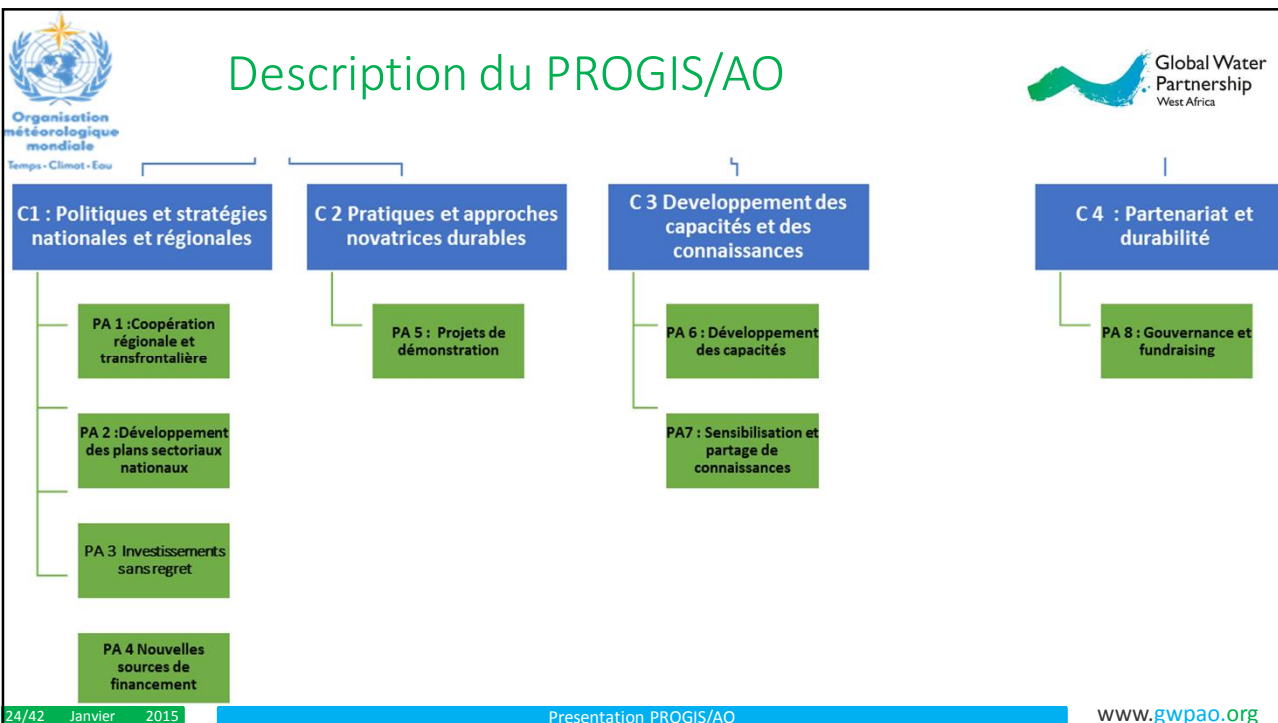 Description du PROGIS/AO
Organisation
météorologique
mondiale
Temps • Climat • Eau
Global Water
Partnership
West Africa
C1 : Politiques et stratégies
nationales et régionales
C 2 Pratiques et approches
novatrices durables
C 3 Developpement des
capacités et des
connaissances
C 4 : Partenariat et
durabilité
PA 1 :Coopération
régionale et
transfrontalière
PA 2 :Développement
des plans sectoriaux
nationaux
PA 3 Investissements
sans regret
PA 4 Nouvelles
sources de
financement
PA 5 : Projets de
démonstration
PA 6 : Développement
des capacités
PA7 : Sensibilisation et
partage de
connaissances
PA 8 : Gouvernance et
fundraising
24/42 Janvier 2015
Presentation PROGIS/AO
www.gwpao.org